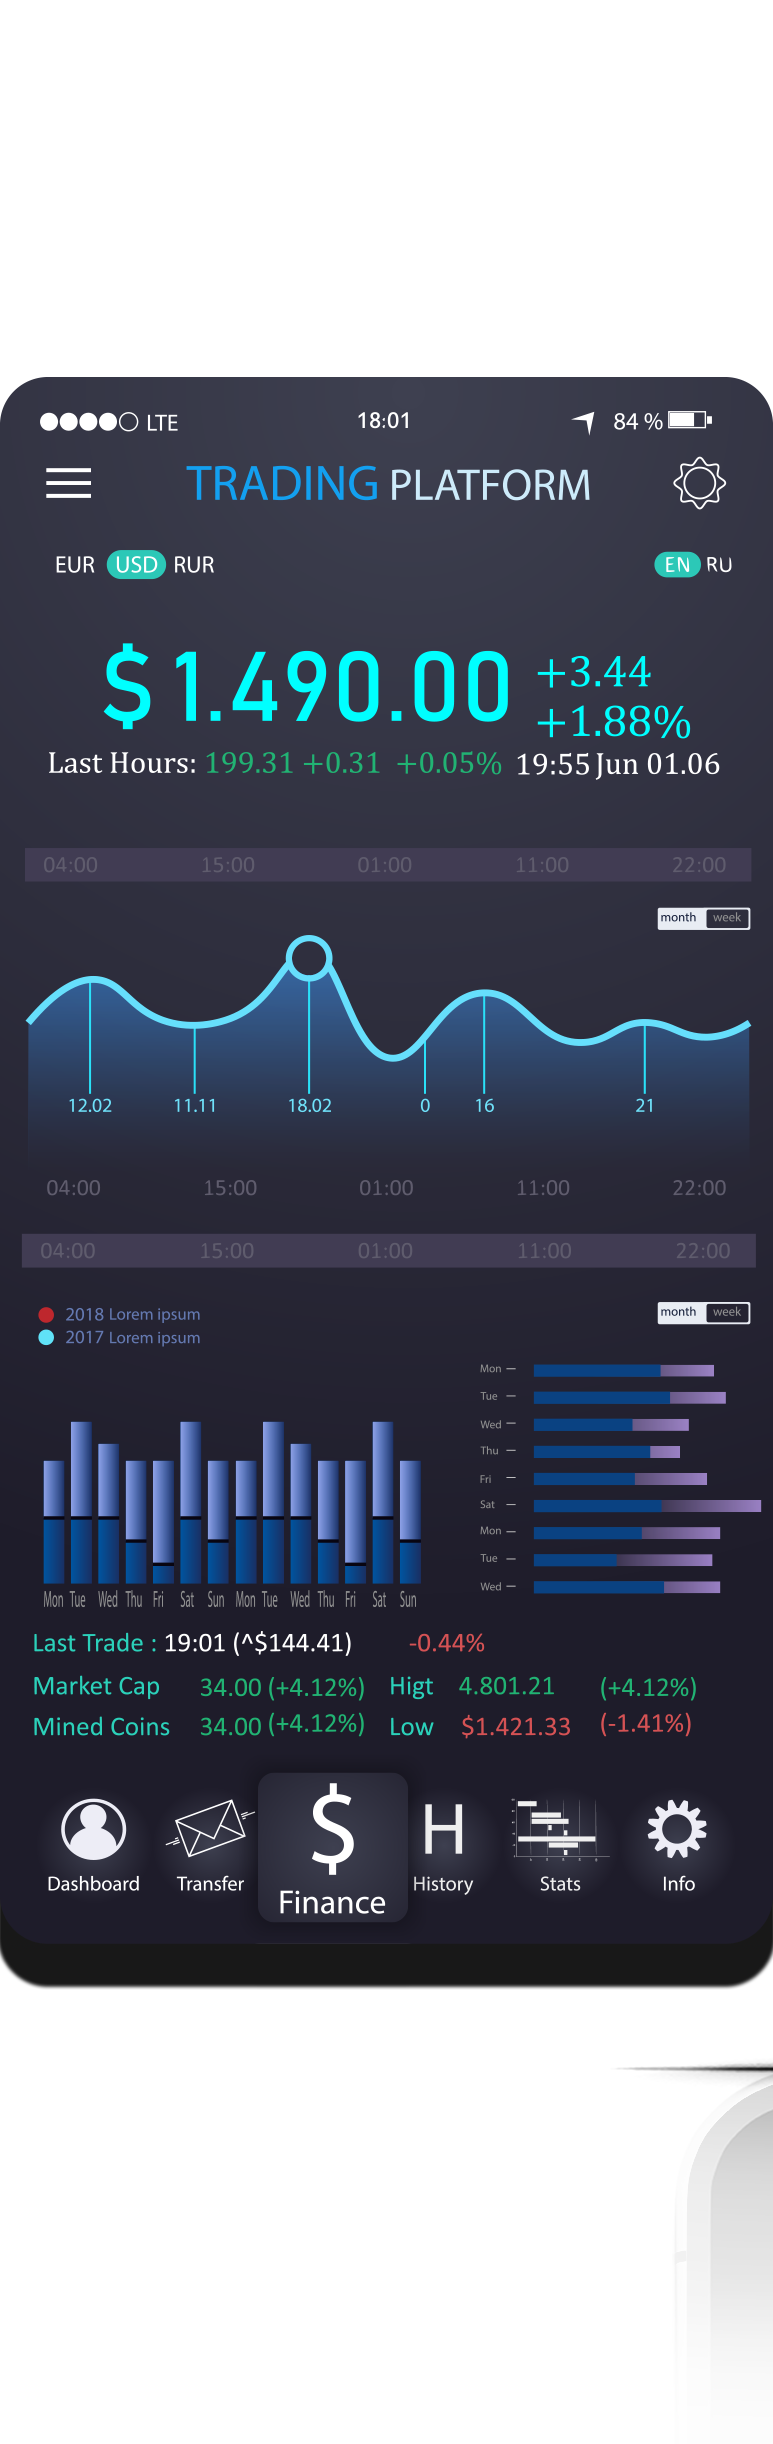 LTE 18:01 84 %
TRADING PLATFORM
EUR USD RUR EN RU
$ 1.490.00 +3.44
+1.88%
Last Hours: 199.31 +0.31 +0.05% 19:55 Jun 01.06
04:00 15:00 01:00 11:00 22:00
month week
12.02 11.11 18.02 0 16 21
04:00 15:00 01:00 11:00 22:00
04:00 15:00 01:00 11:00 22:00
2018 Lorem ipsum
month week
2017 Lorem ipsum
Mon
Tue
Wed
Thu
Fri
Sat
Mon
Tue
Wed
Mon Tue Wed Thu Fri Sat Sun Mon Tue Wed Thu Fri Sat Sun
Last Trade : 19:01 (^$144.41) -0.44%
Market Cap 34.00 (+4.12%) Higt 4.801.21 (+4.12%)
Mined Coins 34.00 (+4.12%) Low $1.421.33 (-1.41%)
$ H
Dashboard Transfer Finance History Stats Info